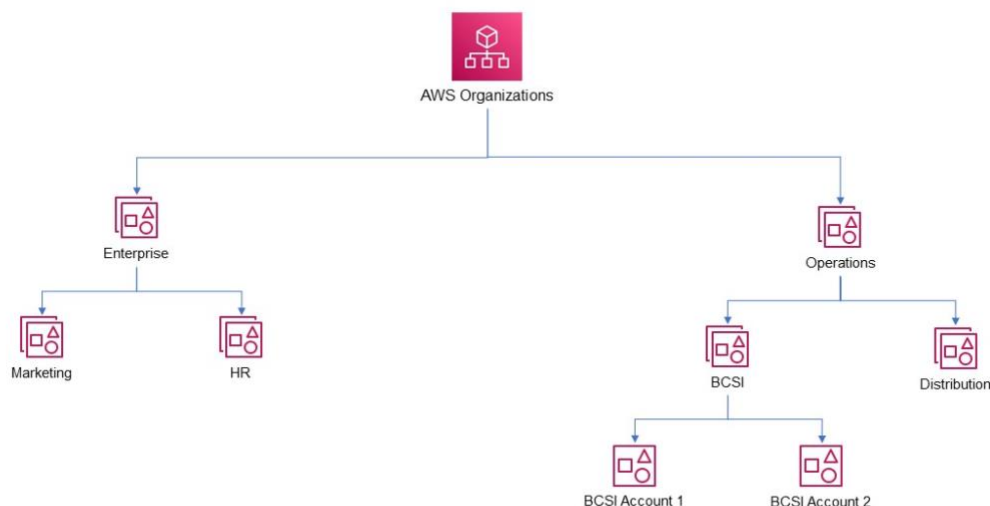 AWS Organizations
Enterprise
Operations
Marketing
HR
BCSI
Distribution
BCSI Account 1
BCSI Account 2